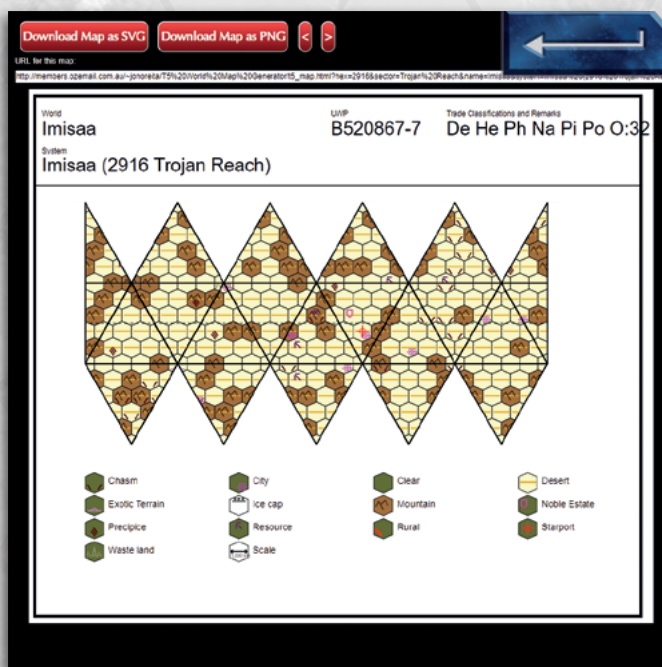 Download Map as SVG Download Map as PNG < >
URL for this map:
World UWP Trade Classifications and Remarks
Imisaa B520867-7 De He Ph Na Pi Po O:32
System
Imisaa (2916 Trojan Reach)
Chasm City Clear Desert
Exotic Terrain Ice cap Mountain Noble Estate
Precipice Resource Rural Starport
Waste land Scale